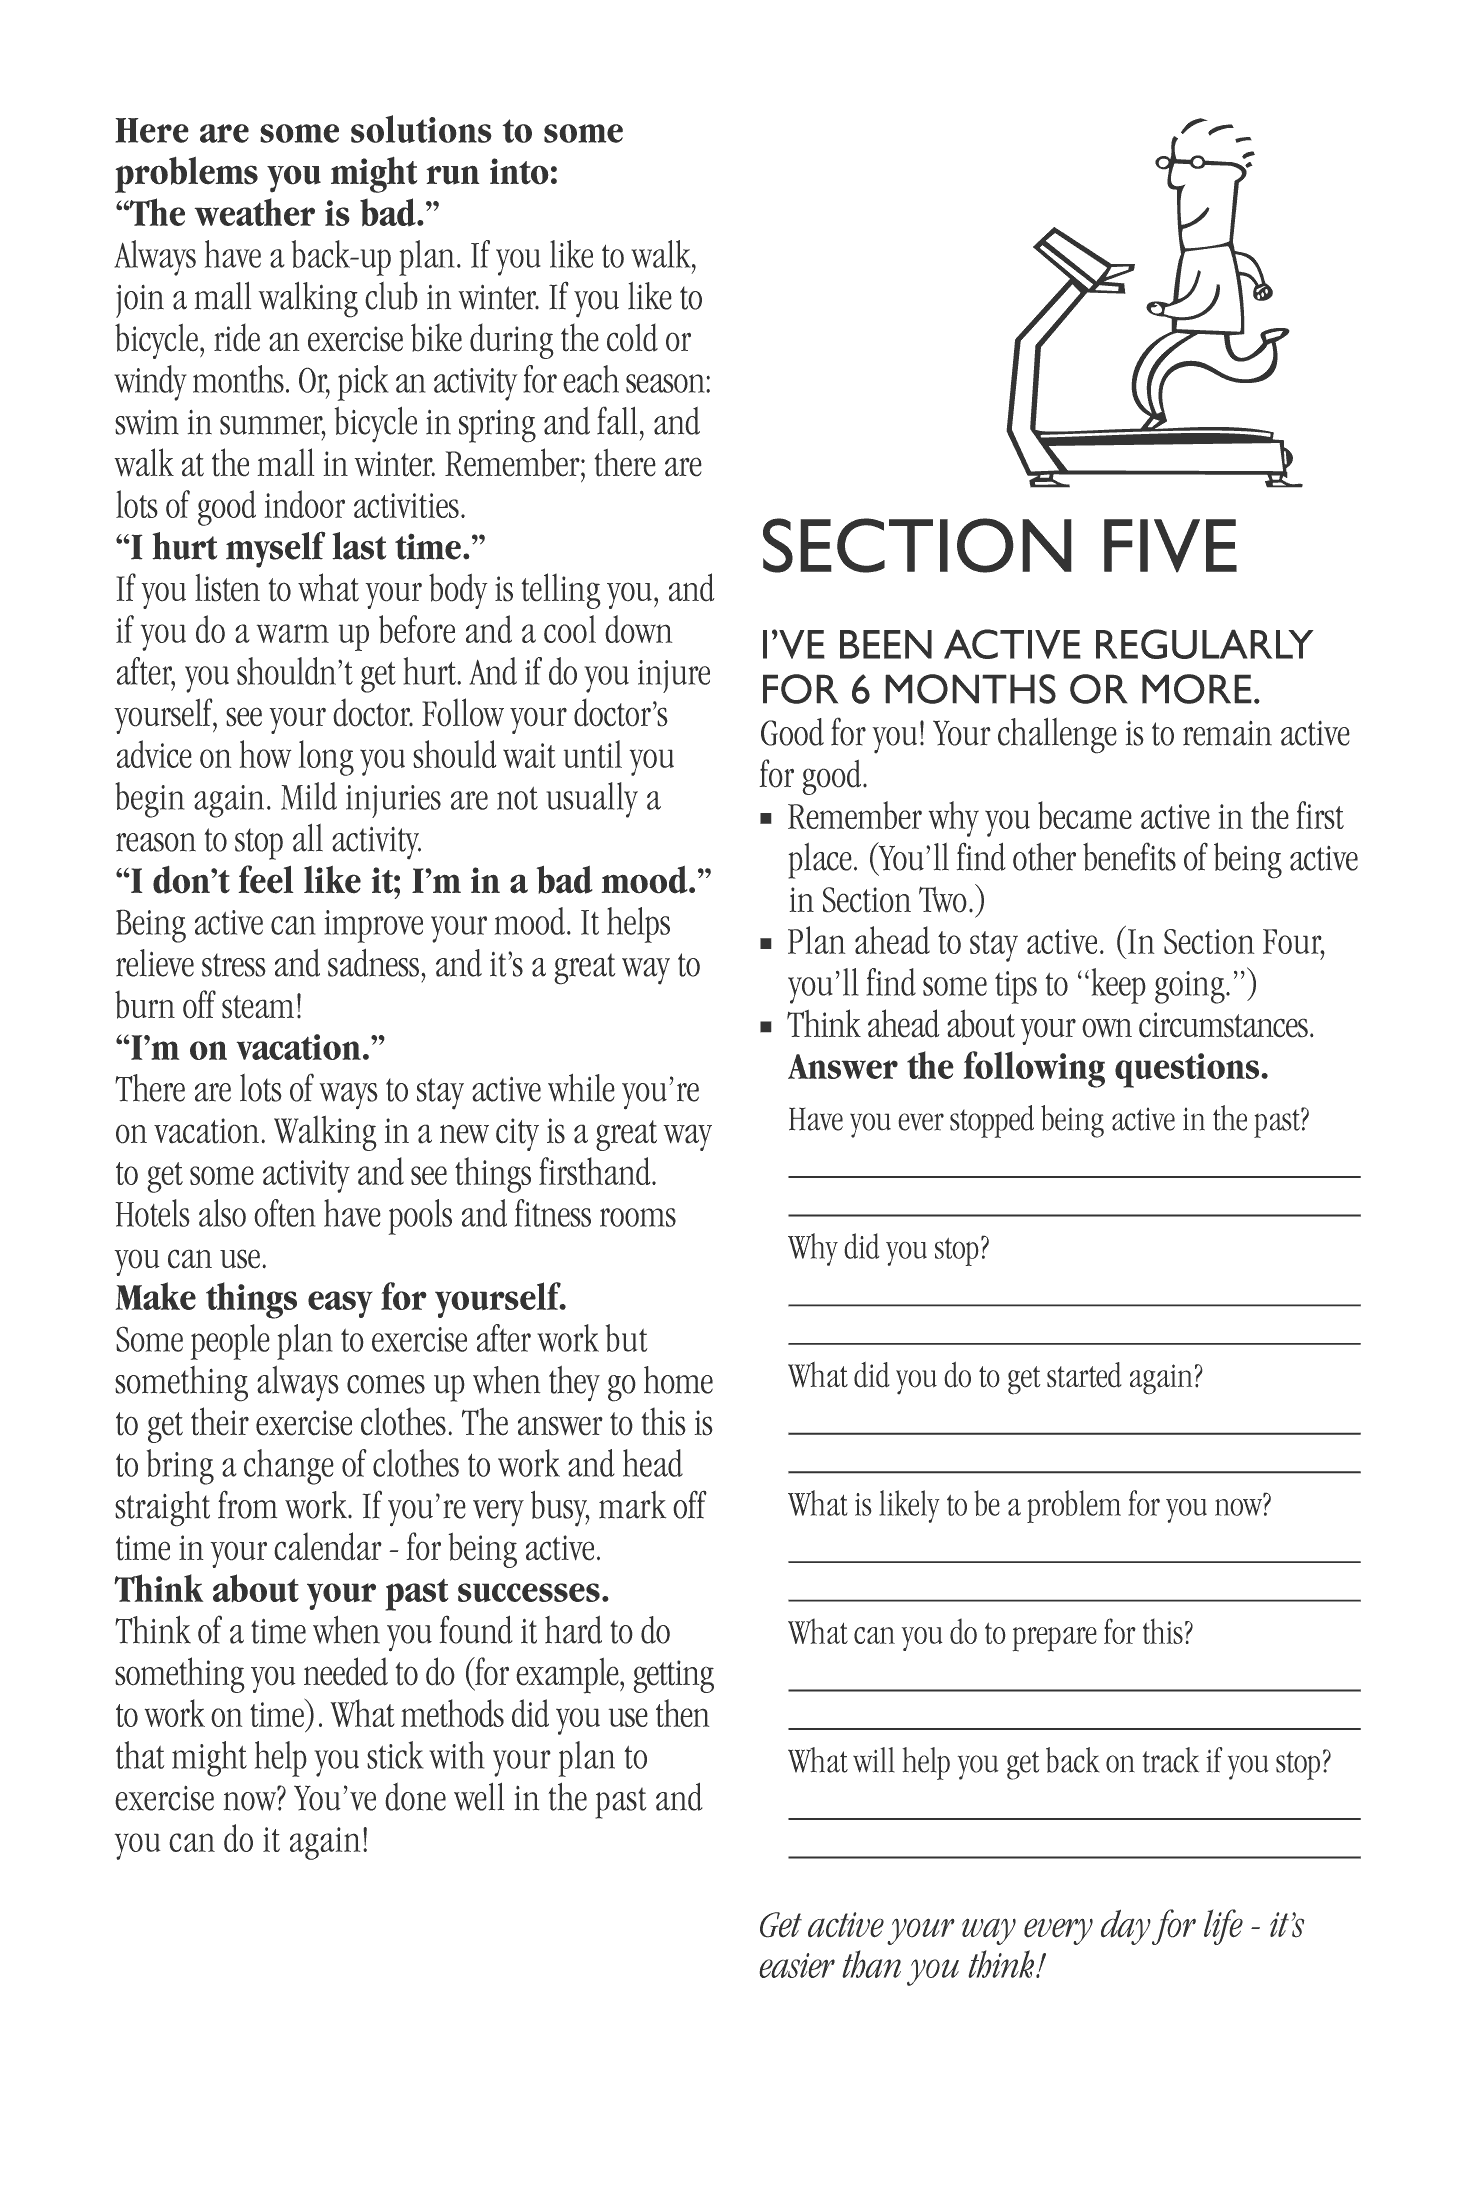 Here are some solutions to some
problems you might run into:
“The weather is bad.”
Always have a back-up plan. If you like to walk,
join a mall walking club in winter. If you like to
bicycle, ride an exercise bike during the cold or
windy months. Or, pick an activity for each season:
swim in summer, bicycle in spring and fall, and
walk at the mall in winter. Remember; there are
lots of good indoor activities.
“I hurt myself last time.”
If you listen to what your body is telling you, and
if you do a warm up before and a cool down
after, you shouldn’t get hurt. And if do you injure
yourself, see your doctor. Follow your doctor’s
advice on how long you should wait until you
begin again. Mild injuries are not usually a
reason to stop all activity.
“I don’t feel like it; I’m in a bad mood.”
Being active can improve your mood. It helps
relieve stress and sadness, and it’s a great way to
burn off steam!
“I’m on vacation.”
There are lots of ways to stay active while you’re
on vacation. Walking in a new city is a great way
to get some activity and see things firsthand.
Hotels also often have pools and fitness rooms
you can use.
Make things easy for yourself.
Some people plan to exercise after work but
something always comes up when they go home
to get their exercise clothes. The answer to this is
to bring a change of clothes to work and head
straight from work. If you’re very busy, mark off
time in your calendar - for being active.
Think about your past successes.
Think of a time when you found it hard to do
something you needed to do (for example, getting
to work on time). What methods did you use then
that might help you stick with your plan to
exercise now? You’ve done well in the past and
you can do it again!
SECTION FIVE
I’VE BEEN ACTIVE REGULARLY
FOR 6 MONTHS OR MORE.
Good for you! Your challenge is to remain active
for good.
▪ Remember why you became active in the first
place. (You’ll find other benefits of being active
in Section Two.)
▪ Plan ahead to stay active. (In Section Four,
you’ll find some tips to “keep going.”)
▪ Think ahead about your own circumstances.
Answer the following questions.
Have you ever stopped being active in the past?
Why did you stop?
What did you do to get started again?
What is likely to be a problem for you now?
What can you do to prepare for this?
What will help you get back on track if you stop?
Get active your way every day for life - it’s
easier than you think!